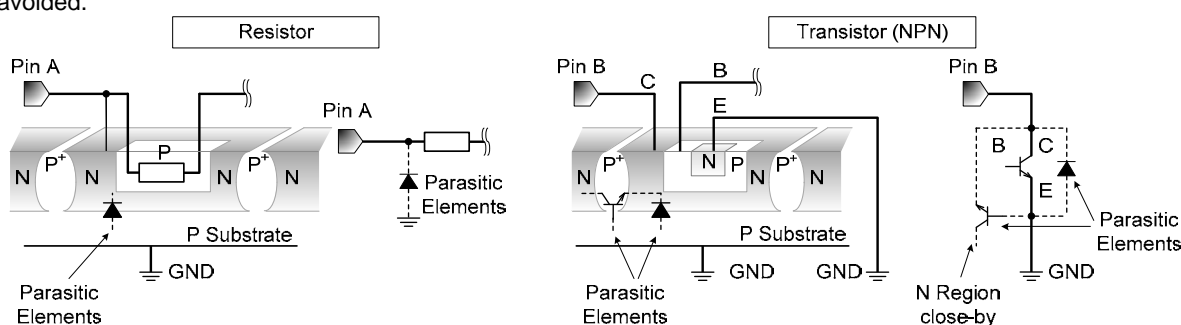 avoided.
Resistor
Transistor (NPN)
Pin A
Pin A
N P+ N P N P+ N
Parasitic
Elements
P Substrate
GND
Parasitic
Elements
Pin B
C
B
E
N P+ N P N P+ N
P Substrate
GND
GND
Parasitic
Elements
Pin B
B
C
E
Parasitic
Elements
GND
N Region
close-by